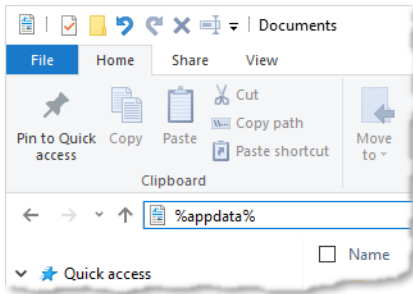 Documents
File Home Share View
Pin to Quick access
Copy
Paste
Cut
Copy path
Paste shortcut
Move to
Clipboard
%appdata%
Name
Quick access